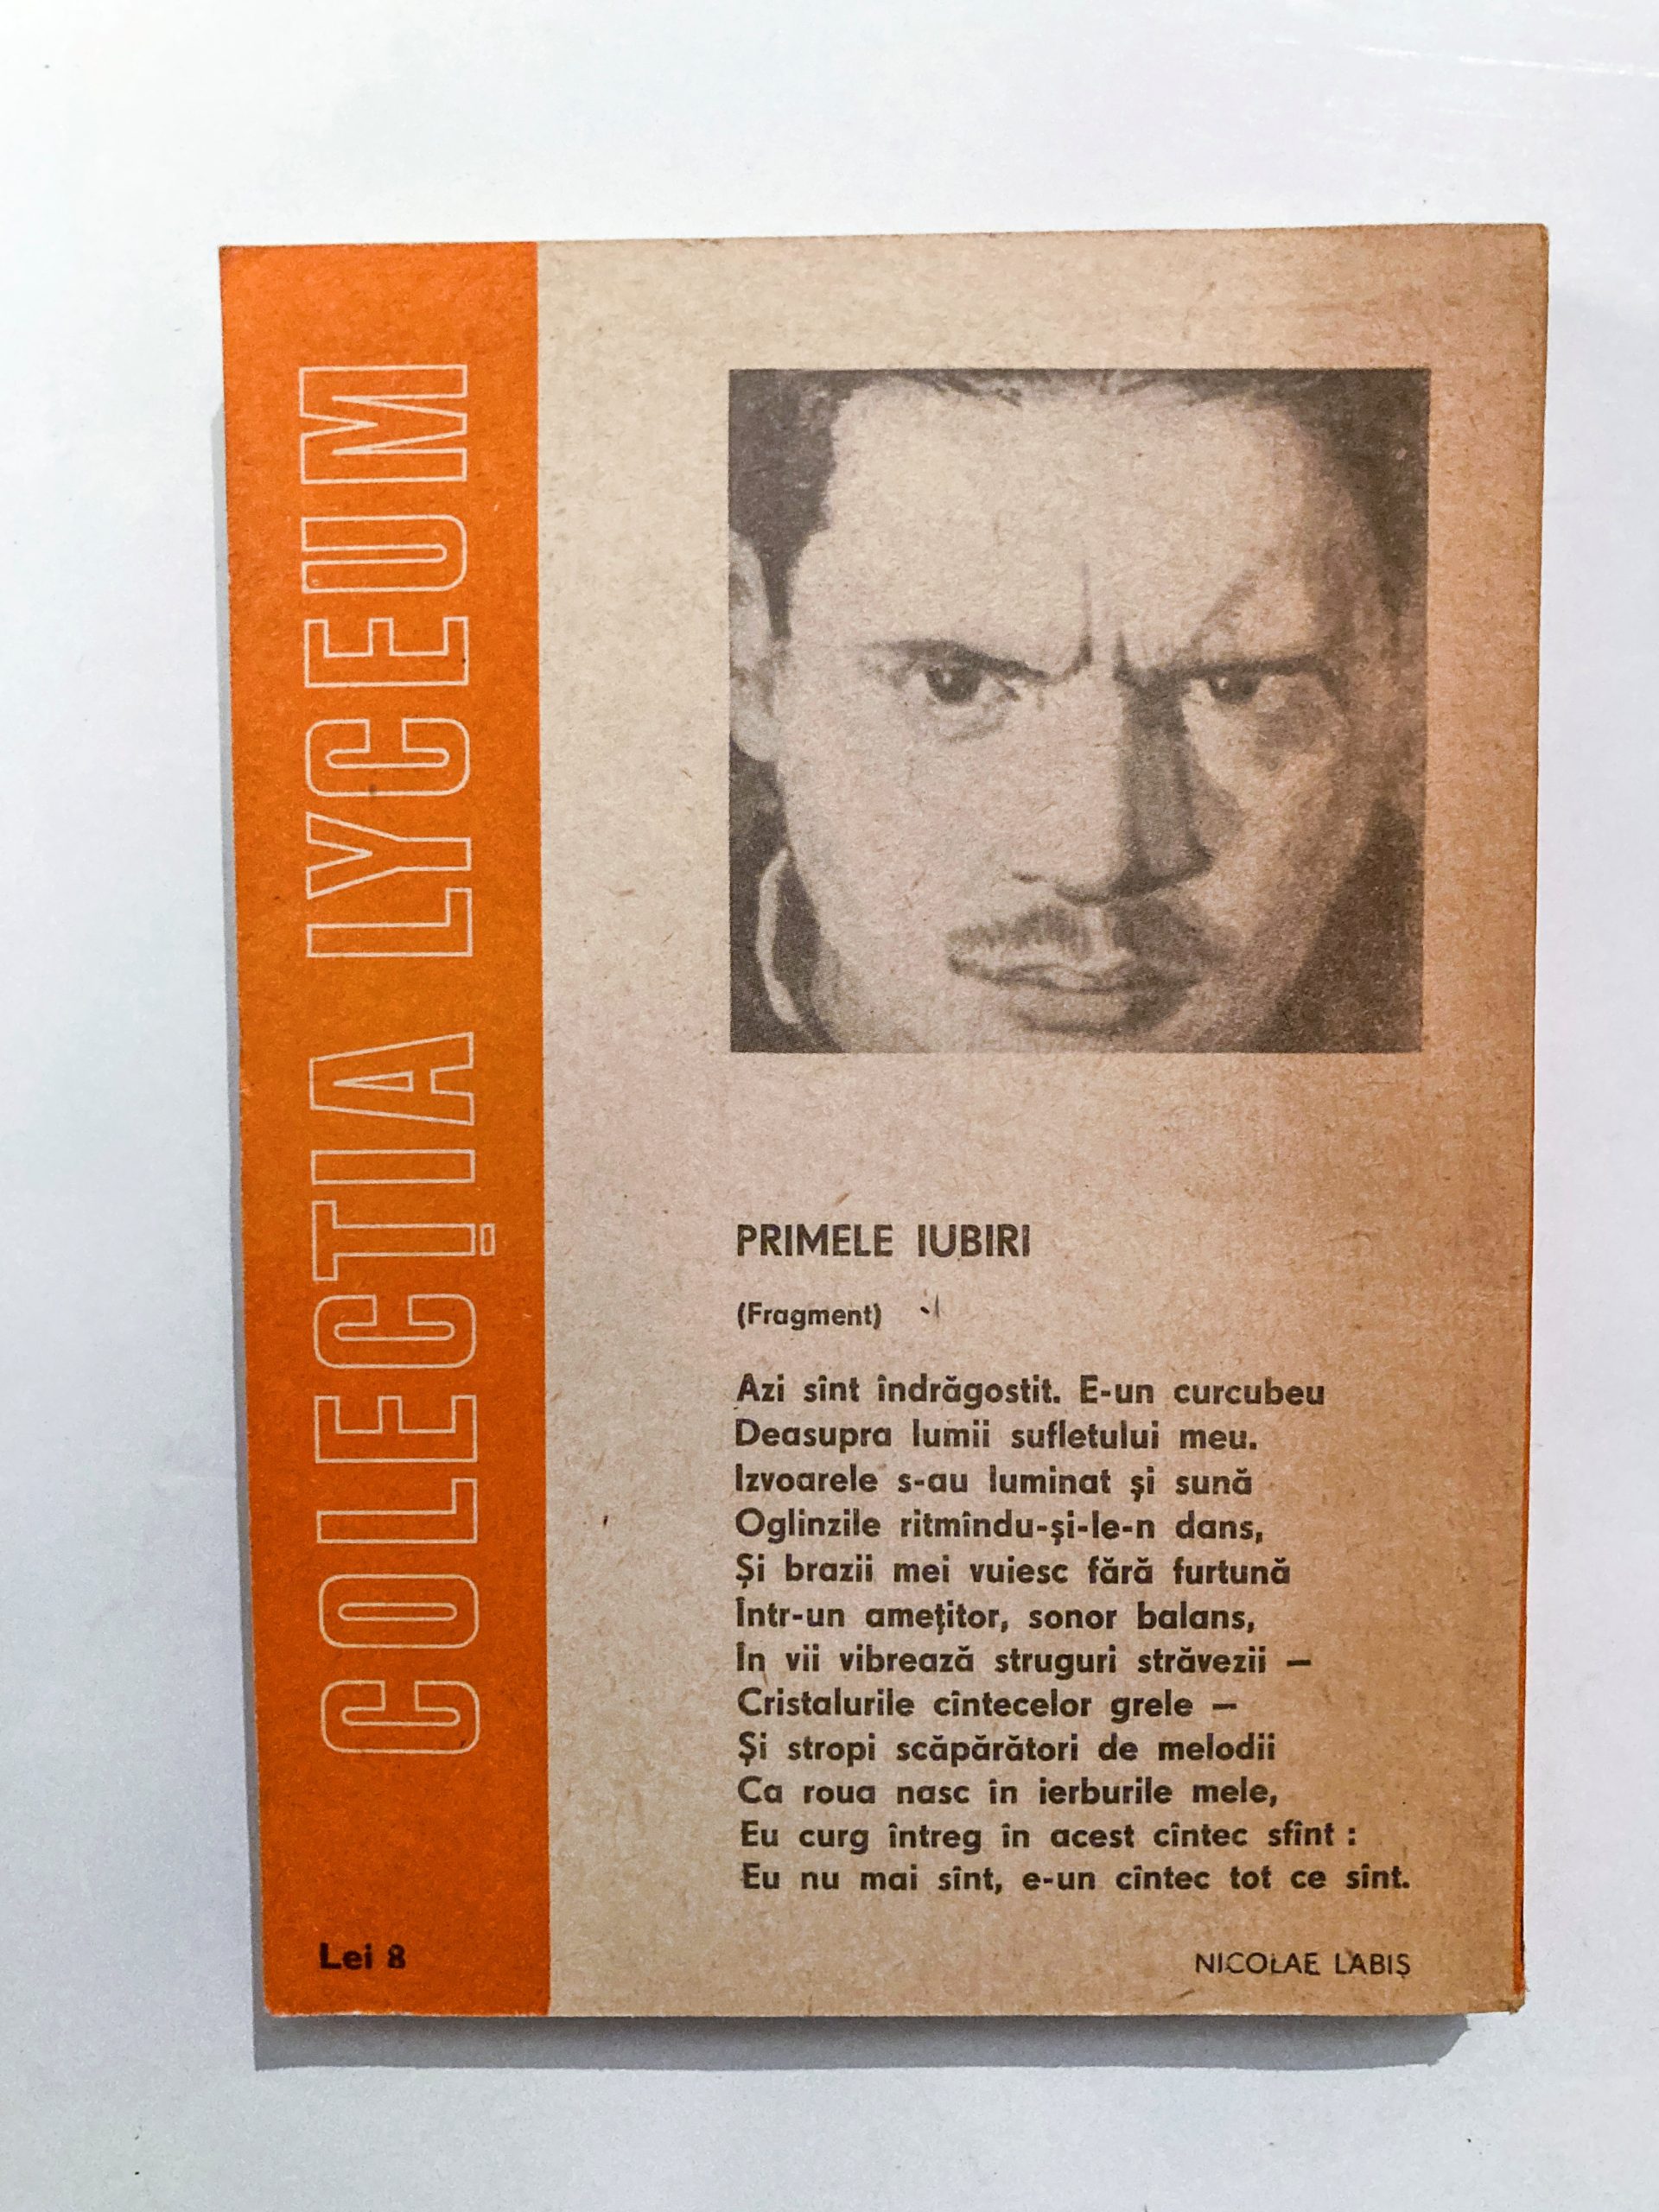 COLECȚIA LYCEUM
PRIMELE IUBIRI
(Fragment)
Azi sînt îndrăgostit. E-un curcubeu
Deasupra lumii sufletului meu.
Izvoarele s-au luminat și sună
Oglinzile ritmîndu-și-le-n dans,
Și brazii mei vuiesc fără furtună
Într-un amețitor, sonor balans,
În vii vibrează struguri străvezii —
Cristalurile cîntecelor grele —
Și stropi scăpărători de melodii
Ca roua nasc în ierburile mele,
Eu curg întreg în acest cîntec sfînt :
Eu nu mai sînt, e-un cîntec tot ce sînt.
Lei 8
NICOLAE LABIȘ